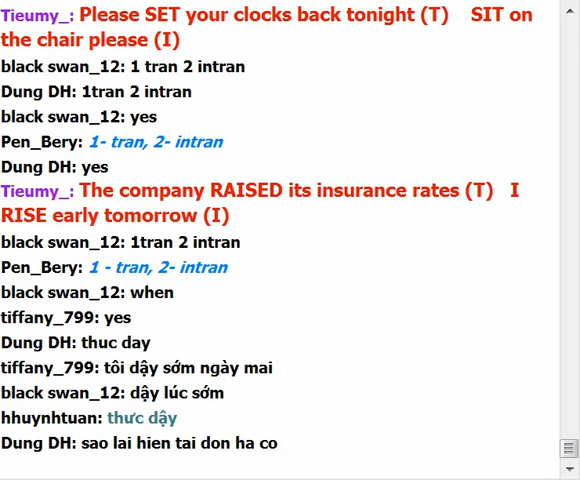 Tieumy_: Please SET your clocks back tonight (T) SIT on
the chair please (I)
black swan_12: 1 tran 2 intran
Dung DH: 1tran 2 intran
black swan_12: yes
Pen_Bery: 1- tran, 2- intran
Dung DH: yes
Tieumy_: The company RAISED its insurance rates (T) I
RISE early tomorrow (I)
black swan_12: 1tran 2 intran
Pen_Bery: 1 - tran, 2- intran
black swan_12: when
tiffany_799: yes
Dung DH: thuc day
tiffany_799: tôi dậy sớm ngày mai
black swan_12: dậy lúc sớm
hhuynhtuan: thưc dậy
Dung DH: sao lai hien tai don ha co